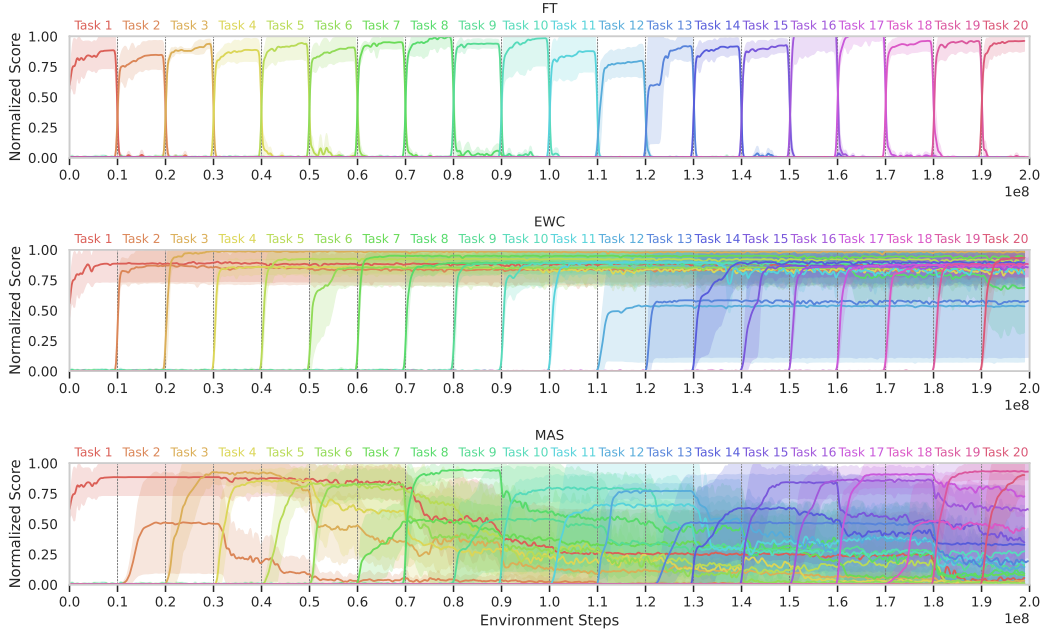 FT
Task 1 Task 2 Task 3 Task 4 Task 5 Task 6 Task 7 Task 8 Task 9 Task 10 Task 11 Task 12 Task 13 Task 14 Task 15 Task 16 Task 17 Task 18 Task 19 Task 20
Normalized Score
1.00
0.75
0.50
0.25
0.00
0.0 0.1 0.2 0.3 0.4 0.5 0.6 0.7 0.8 0.9 1.0 1.1 1.2 1.3 1.4 1.5 1.6 1.7 1.8 1.9 2.0
1e8
EWC
Task 1 Task 2 Task 3 Task 4 Task 5 Task 6 Task 7 Task 8 Task 9 Task 10 Task 11 Task 12 Task 13 Task 14 Task 15 Task 16 Task 17 Task 18 Task 19 Task 20
Normalized Score
1.00
0.75
0.50
0.25
0.00
0.0 0.1 0.2 0.3 0.4 0.5 0.6 0.7 0.8 0.9 1.0 1.1 1.2 1.3 1.4 1.5 1.6 1.7 1.8 1.9 2.0
1e8
MAS
Task 1 Task 2 Task 3 Task 4 Task 5 Task 6 Task 7 Task 8 Task 9 Task 10 Task 11 Task 12 Task 13 Task 14 Task 15 Task 16 Task 17 Task 18 Task 19 Task 20
Normalized Score
1.00
0.75
0.50
0.25
0.00
0.0 0.1 0.2 0.3 0.4 0.5 0.6 0.7 0.8 0.9 1.0 1.1 1.2 1.3 1.4 1.5 1.6 1.7 1.8 1.9 2.0
Environment Steps
1e8